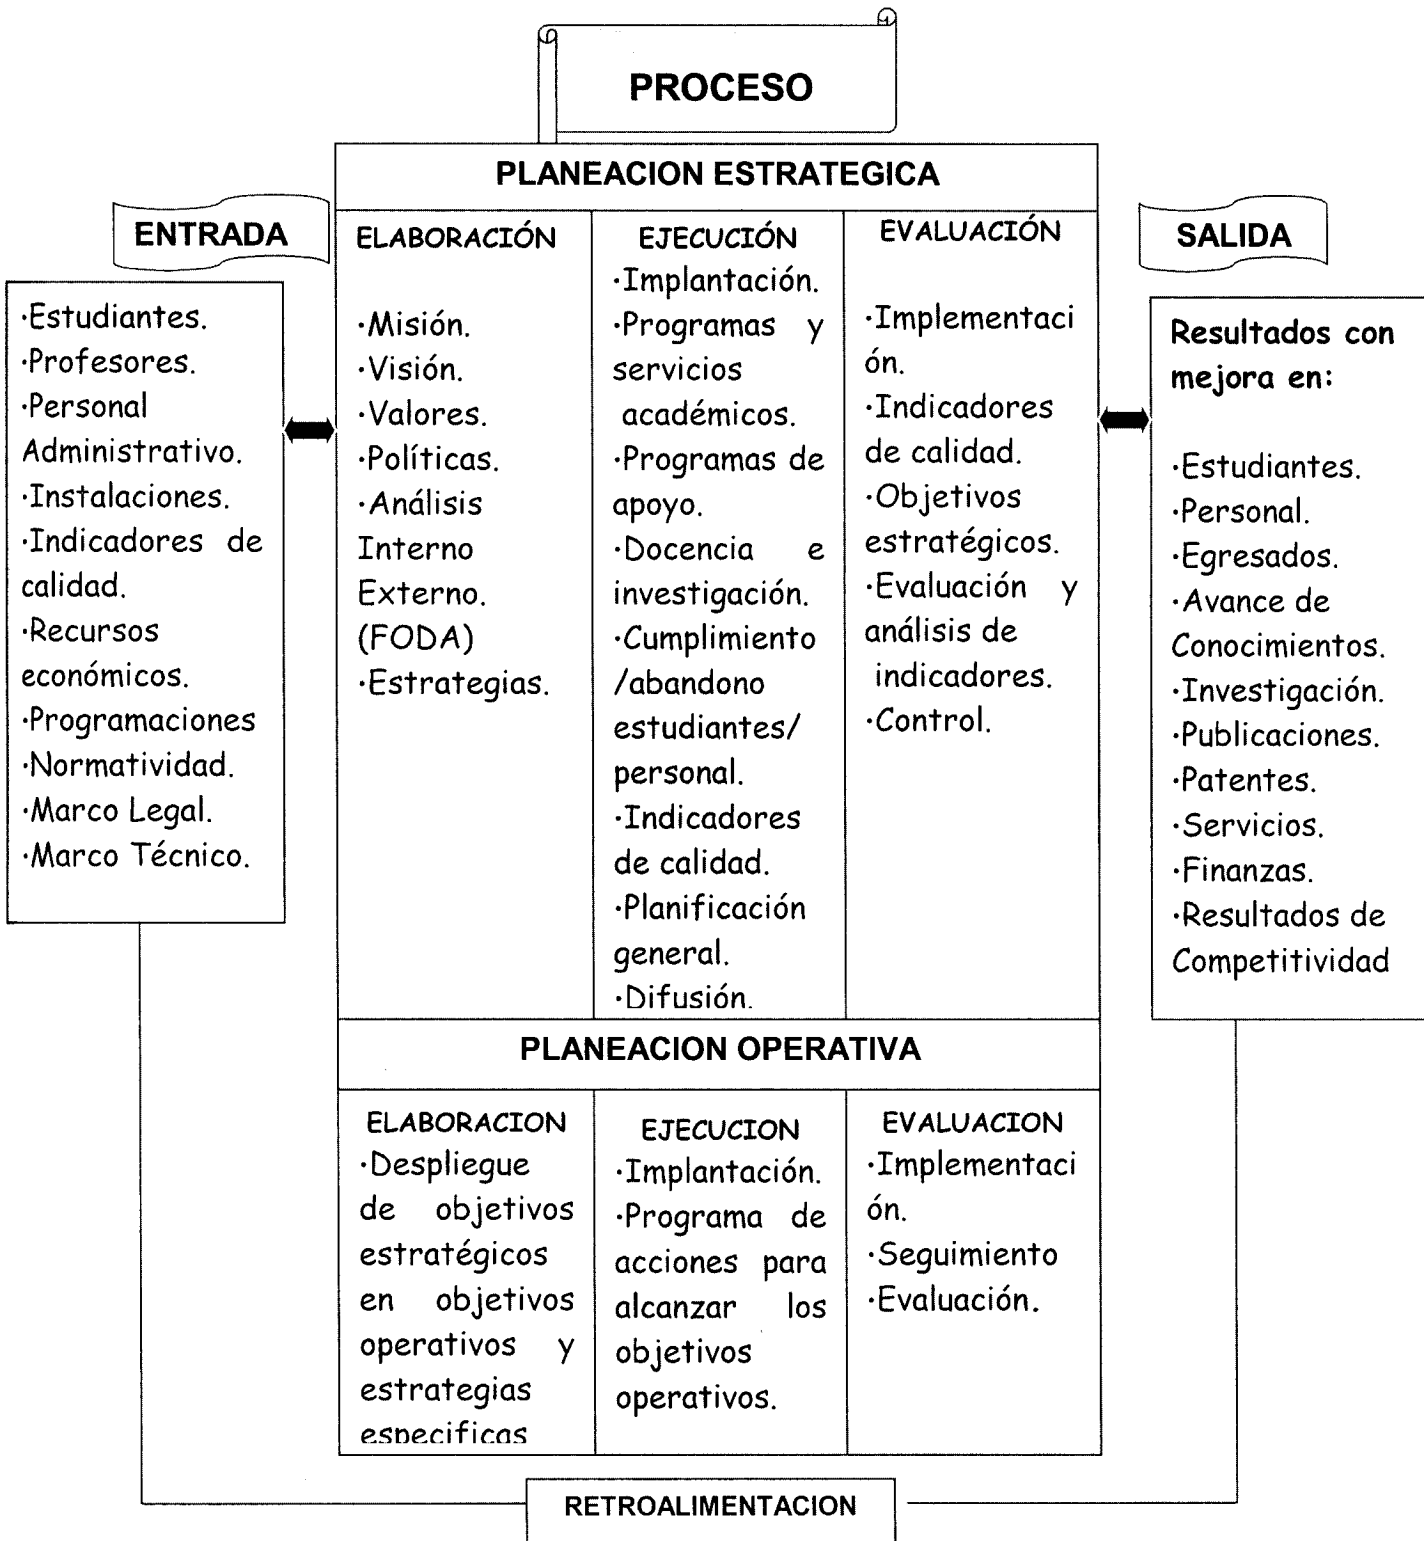 PROCESO
PLANEACION ESTRATEGICA
ENTRADA
·Estudiantes.
·Profesores.
·Personal
Administrativo.
·Instalaciones.
·Indicadores de
calidad.
·Recursos
económicos.
·Programaciones
·Normatividad.
·Marco Legal.
·Marco Técnico.
ELABORACIÓN
·Misión.
·Visión.
·Valores.
·Políticas.
·Análisis
Interno
Externo.
(FODA)
·Estrategias.
EJECUCIÓN
·Implantación.
·Programas y
servicios
académicos.
·Programas de
apoyo.
·Docencia e
investigación.
·Cumplimiento
/abandono
estudiantes/
personal.
·Indicadores
de calidad.
·Planificación
general.
·Difusión.
EVALUACIÓN
·Implementaci
ón.
·Indicadores
de calidad.
·Objetivos
estratégicos.
·Evaluación y
análisis de
indicadores.
·Control.
SALIDA
Resultados con
mejora en:
·Estudiantes.
·Personal.
·Egresados.
·Avance de
Conocimientos.
·Investigación.
·Publicaciones.
·Patentes.
·Servicios.
·Finanzas.
·Resultados de
Competitividad
PLANEACION OPERATIVA
ELABORACION
·Despliegue
de objetivos
estratégicos
en objetivos
operativos y
estrategias
especificas
EJECUCION
·Implantación.
·Programa de
acciones para
alcanzar los
objetivos
operativos.
EVALUACION
·Implementaci
ón.
·Seguimiento
·Evaluación.
RETROALIMENTACION